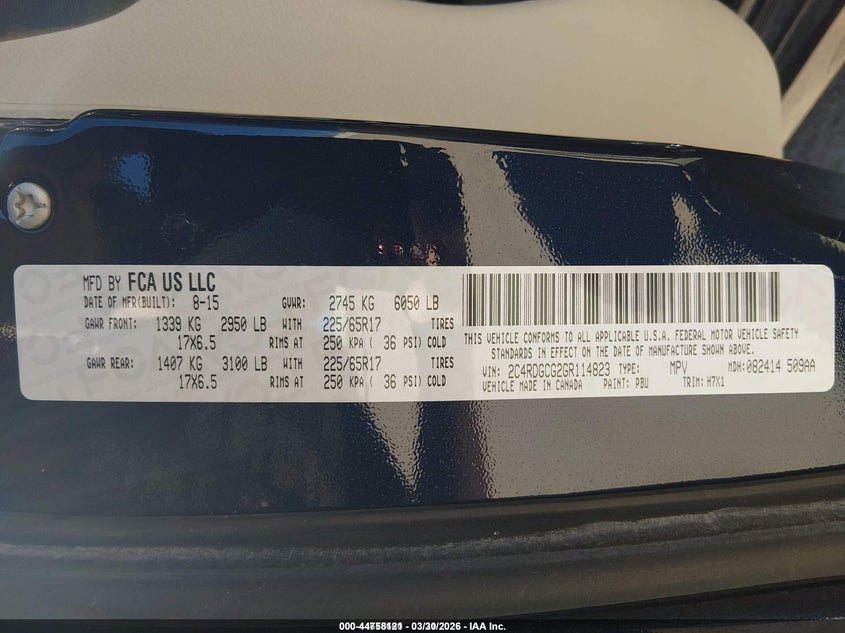 MFD BY FCA US LLC
DATE OF MFR(BUILT): 8-15 GVWR: 2745 KG 6050 LB
GAWR FRONT: 1339 KG 2950 LB WITH 225/65R17 TIRES
17X6.5 RIMS AT 250 KPA ( 36 PSI) COLD
GAWR REAR: 1407 KG 3100 LB WITH 225/65R17 TIRES
17X6.5 RIMS AT 250 KPA ( 36 PSI) COLD
THIS VEHICLE CONFORMS TO ALL APPLICABLE U.S.A. FEDERAL MOTOR VEHICLE SAFETY
STANDARDS IN EFFECT ON THE DATE OF MANUFACTURE SHOWN ABOVE.
VIN: 2C4RDGCG2GR114823 TYPE: MPV MDH: 082414 509AA
VEHICLE MADE IN CANADA PAINT: PBU TRIM: H7X1
- IAA Inc.